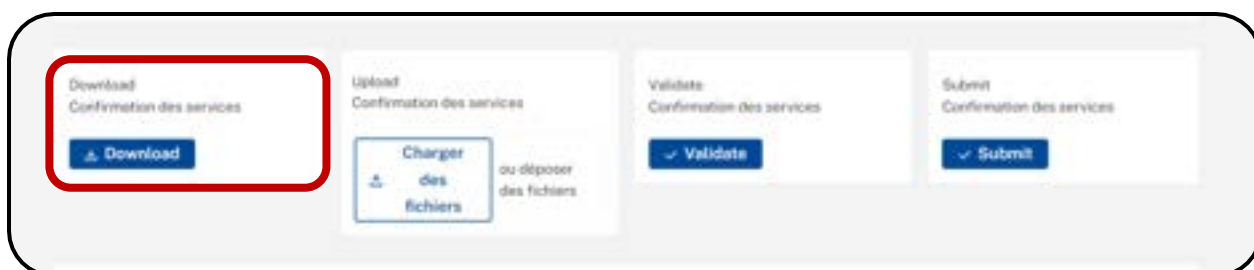 Download
Confirmation des services
Download
Upload
Confirmation des services
Charger
des
fichiers
ou déposer
des fichiers
Validate
Confirmation des services
Validate
Submit
Confirmation des services
Submit